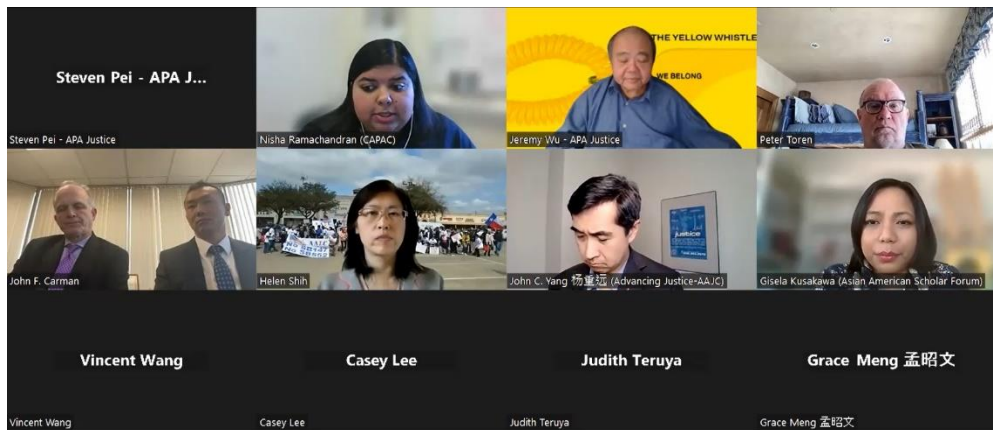 Steven Pei - APA J...
Steven Pei - APA Justice
Nisha Ramachandran (CAPAC)
THE YELLOW WHISTLE
WE BELONG
Jeremy Wu - APA Justice
Peter Toren
John F. Carman
AAJC
Helen Shih
justice
John C. Yang 杨重远 (Advancing Justice-AAJC)
Gisela Kusakawa (Asian American Scholar Forum)
Vincent Wang
Vincent Wang
Casey Lee
Casey Lee
Judith Teruya
Judith Teruya
Grace Meng 孟昭文
Grace Meng 孟昭文